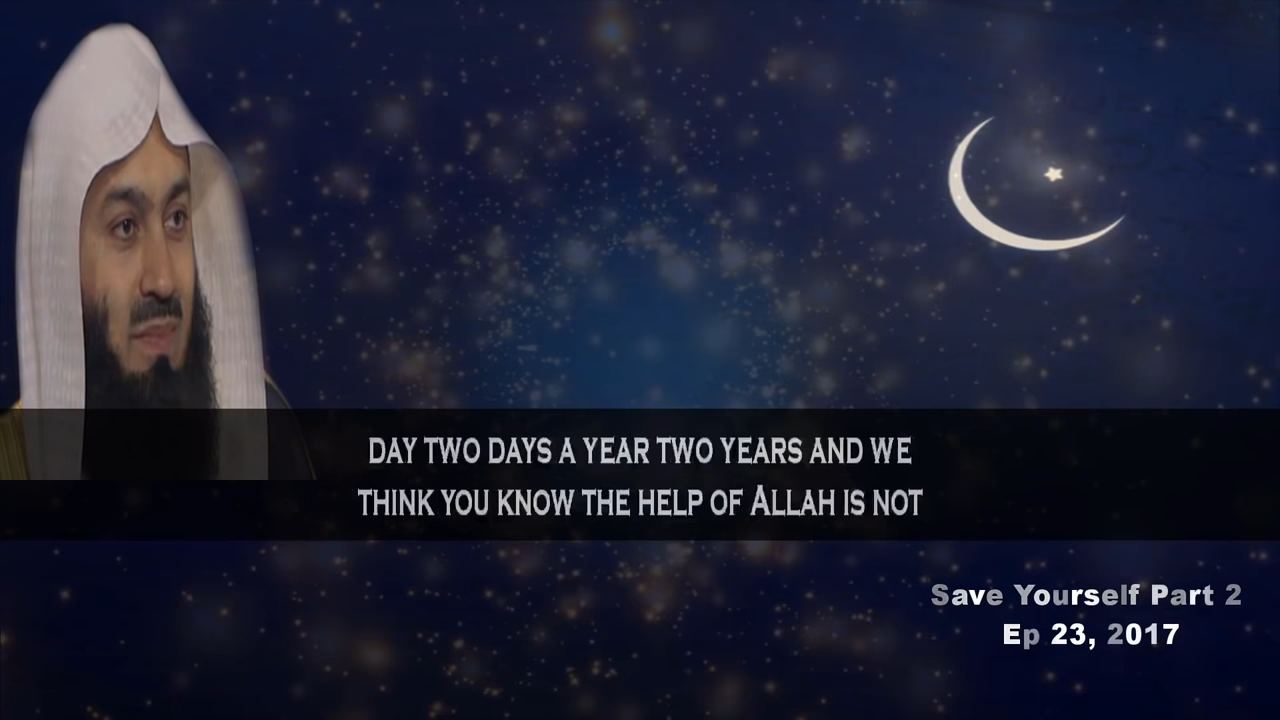 DAY TWO DAYS A YEAR TWO YEARS AND WE
THINK YOU KNOW THE HELP OF ALLAH IS NOT
Save Yourself Part 2
Ep 23, 2017